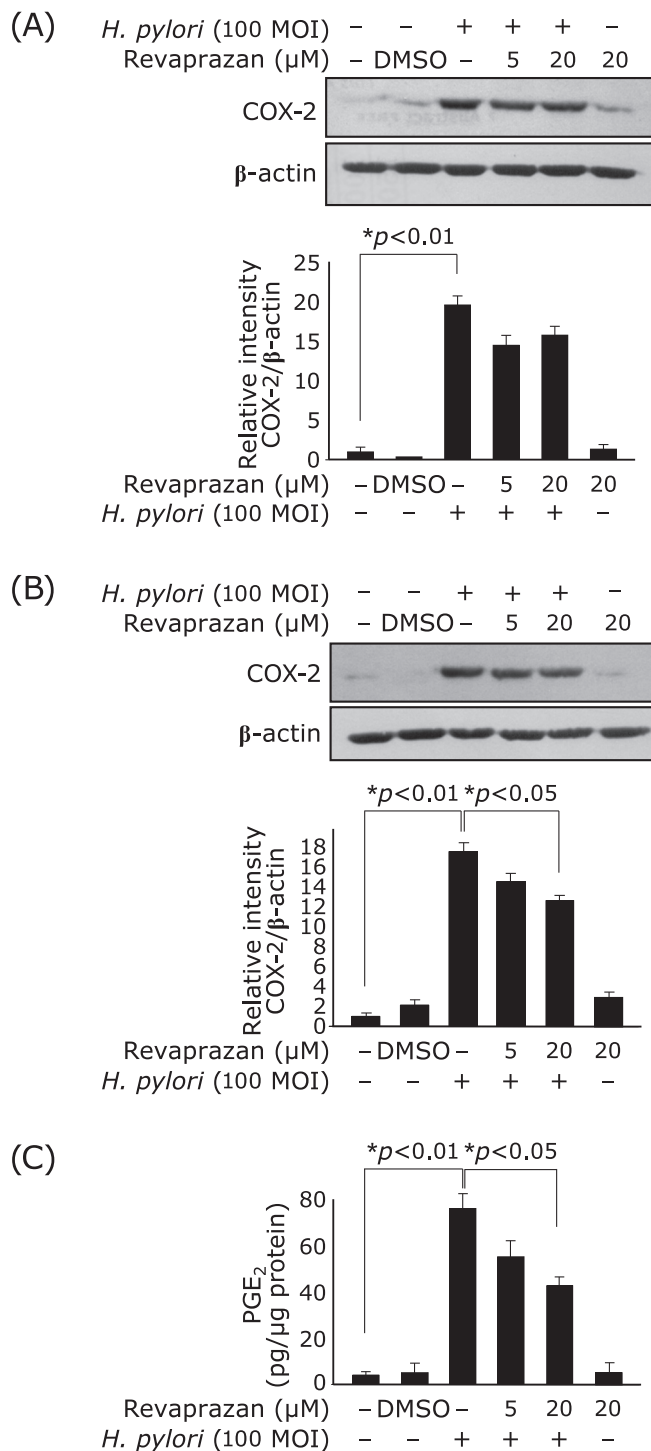 (A)
H. pylori (100 MOI) – – + + + –
Revaprazan (μM) – DMSO – 5 20 20
COX-2
β-actin
*p<0.01
Relative intensity
COX-2/β-actin
25
20
15
10
5
0
Revaprazan (μM) – DMSO – 5 20 20
H. pylori (100 MOI) – – + + + –
(B)
H. pylori (100 MOI) – – + + + –
Revaprazan (μM) – DMSO – 5 20 20
COX-2
β-actin
*p<0.01 *p<0.05
Relative intensity
COX-2/β-actin
18
16
14
12
10
8
6
4
2
0
Revaprazan (μM) – DMSO – 5 20 20
H. pylori (100 MOI) – – + + + –
(C)
*p<0.01 *p<0.05
PGE2
(pg/μg protein)
80
60
40
20
0
Revaprazan (μM) – DMSO – 5 20 20
H. pylori (100 MOI) – – + + + –